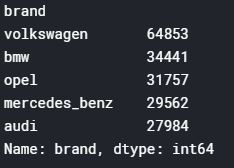 brand
volkswagen 64853
bmw 34441
opel 31757
mercedes_benz 29562
audi 27984
Name: brand, dtype: int64